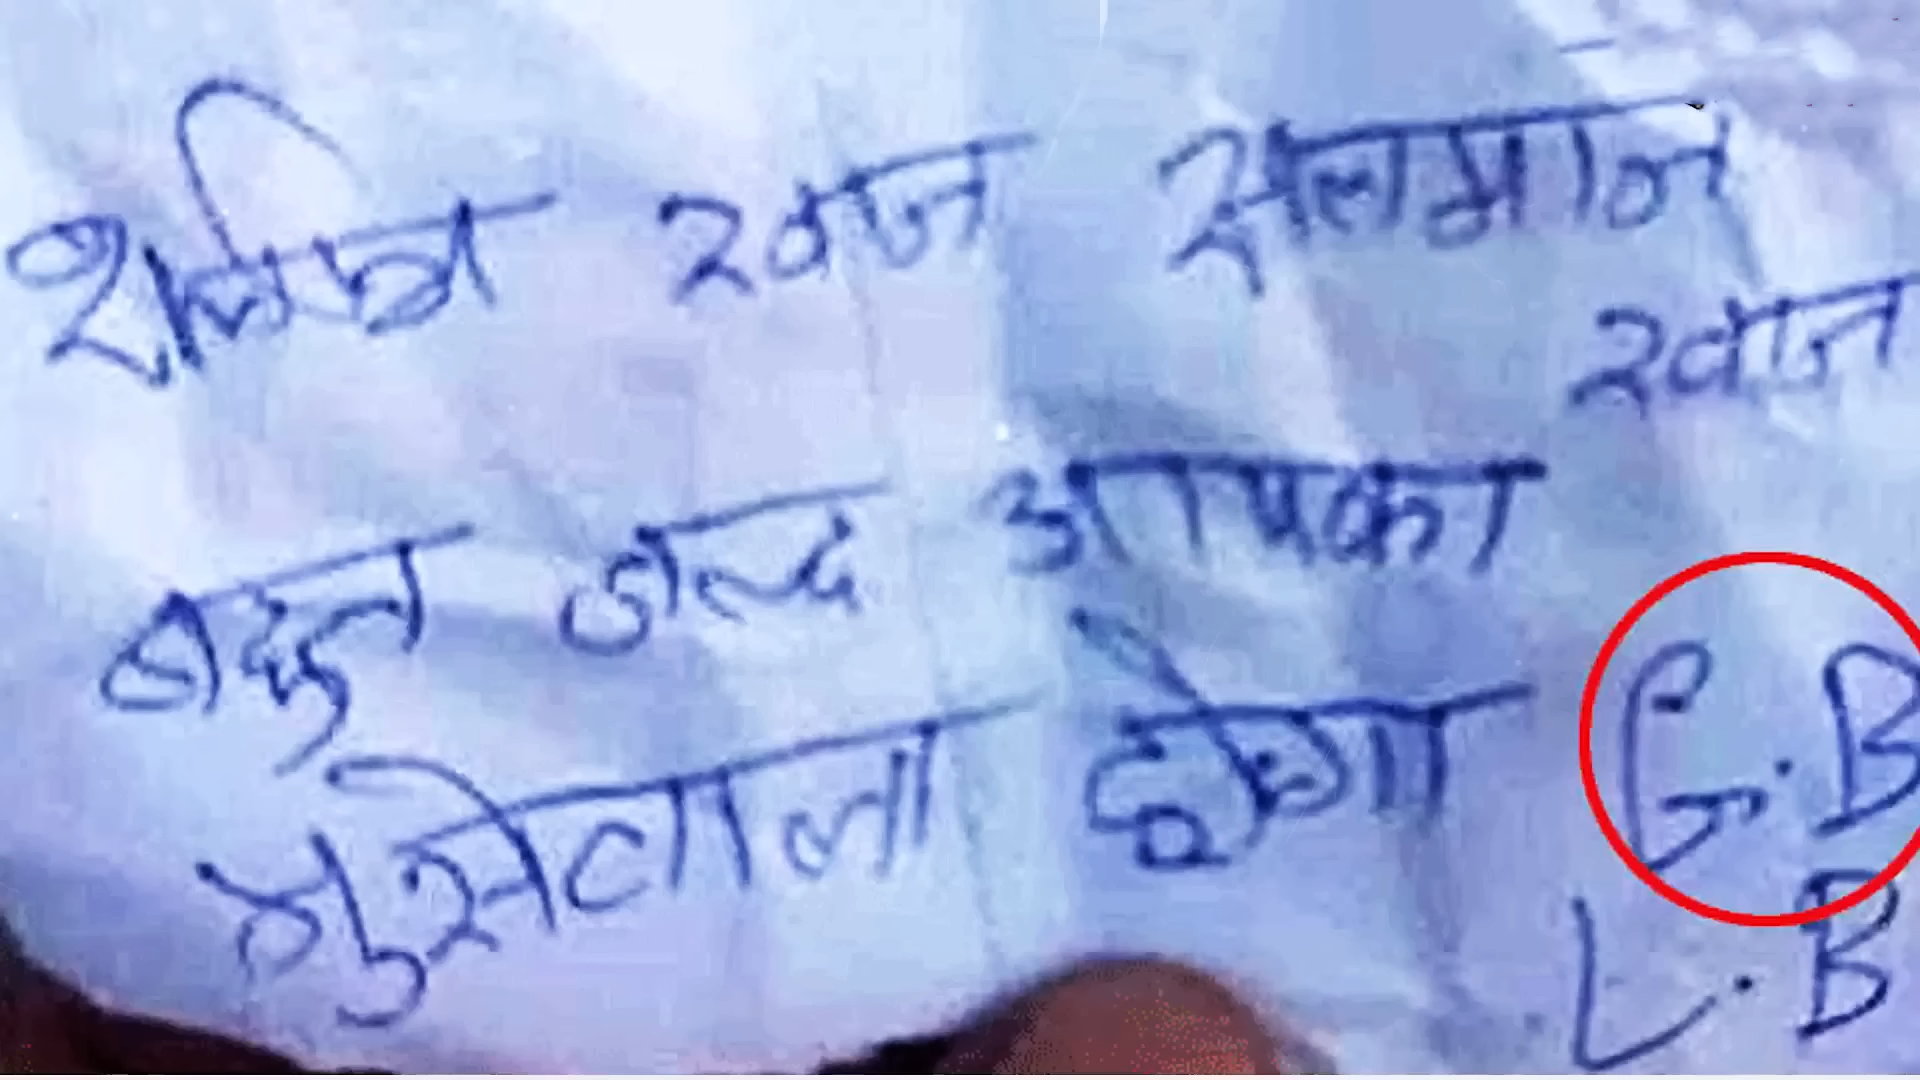 सलिम खान सलमान
खान
बहुत जल्द आपका
मुसेवाला होगा G.B
L.B